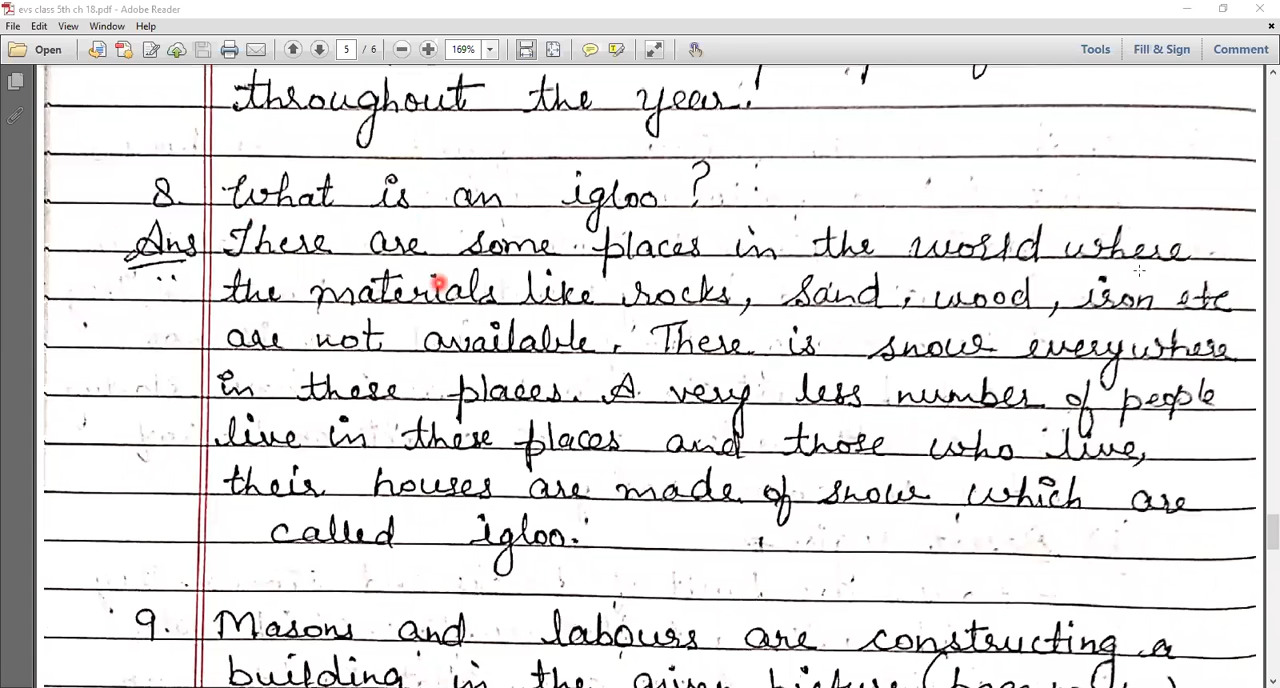 evs class 5th ch 18.pdf - Adobe Reader
File Edit View Window Help
Open 5 / 6 169% Tools Fill & Sign Comment
throughout the year.
8. What is an igloo?
Ans There are some places in the world where
the materials like rocks, sand, wood, iron etc
are not available. There is snow everywhere
in these places. A very less number of people
live in these places and those who live,
their houses are made of snow which are
called igloo.
9. Masons and labours are constructing a
building in the given picture